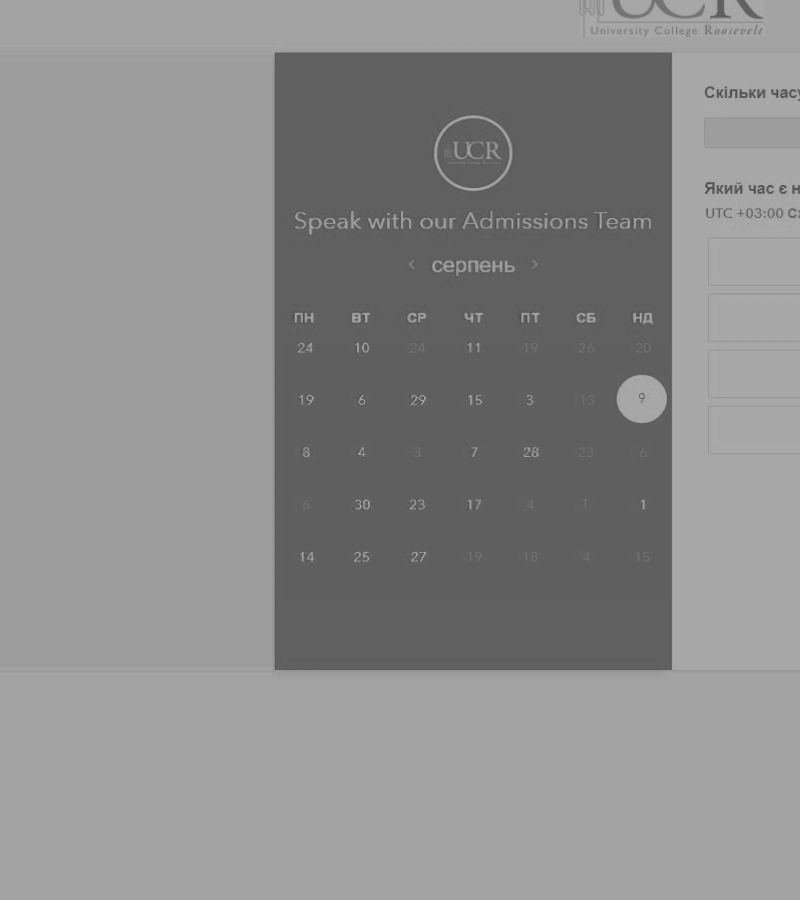 UCR
University College Roosevelt
Скільки часу
UCR
Який час є н
UTC +03:00
Speak with our Admissions Team
< серпень >
ПН ВТ СР ЧТ ПТ СБ НД
24 10 24 11 19 26 20
19 6 29 15 3 13 9
8 4 3 7 28 23 6
6 30 23 17 4 1 1
14 25 27 19 18 4 15